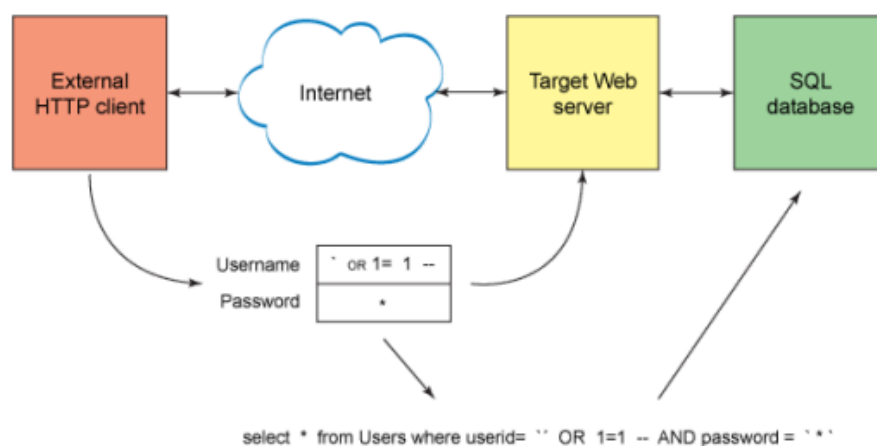 External
HTTP client
Internet
Target Web
server
SQL
database
Username
` OR 1= 1 --
Password
*
select * from Users where userid= `` OR 1=1 -- AND password = `*`